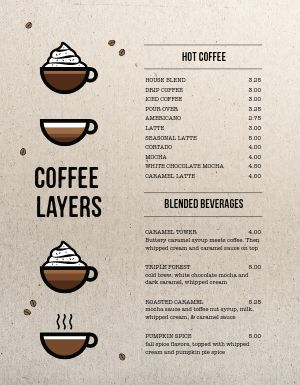 HOT COFFEE
HOUSE BLEND 3.25
DRIP COFFEE 3.00
ICED COFFEE 3.00
POUR OVER 3.25
AMERICANO 2.75
LATTE 3.00
SEASONAL LATTE 5.00
CORTADO 4.00
MOCHA 4.00
WHITE CHOCOLATE MOCHA 4.50
CARAMEL LATTE 4.50
COFFEE
LAYERS
BLENDED BEVERAGES
CARAMEL TOWER 4.00
Buttery caramel syrup meets coffee. Then
whipped cream and caramel sauce on top
TRIPLE FOREST 5.00
cold brew, white chocolate mocha and
dark caramel, whipped cream
ROASTED CARAMEL 5.25
mocha sauce and toffee nut syrup, milk,
whipped cream, & caramel sauce
PUMPKIN SPICE 5.00
fall spice flavors, topped with whipped
cream and pumpkin pie spice